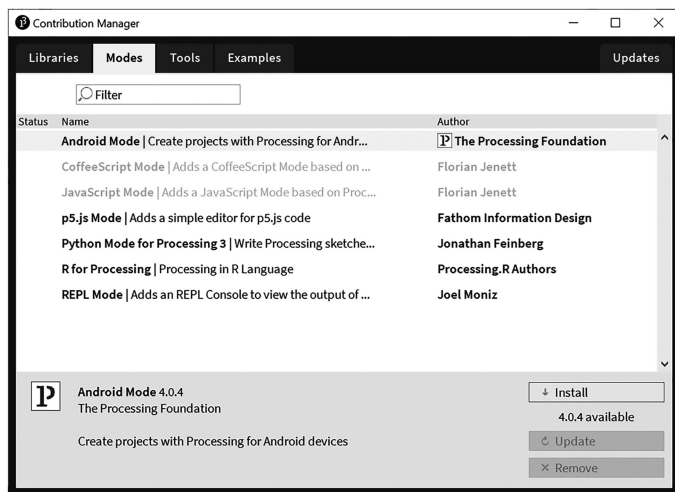 Contribution Manager
Libraries Modes Tools Examples Updates
Filter
Status Name Author
Android Mode | Create projects with Processing for Andr... The Processing Foundation
CoffeeScript Mode | Adds a CoffeeScript Mode based on ... Florian Jenett
JavaScript Mode | Adds a JavaScript Mode based on Proc... Florian Jenett
p5.js Mode | Adds a simple editor for p5.js code Fathom Information Design
Python Mode for Processing 3 | Write Processing sketche... Jonathan Feinberg
R for Processing | Processing in R Language Processing.R Authors
REPL Mode | Adds an REPL Console to view the output of ... Joel Moniz
Android Mode 4.0.4
The Processing Foundation
Create projects with Processing for Android devices
Install
4.0.4 available
Update
Remove